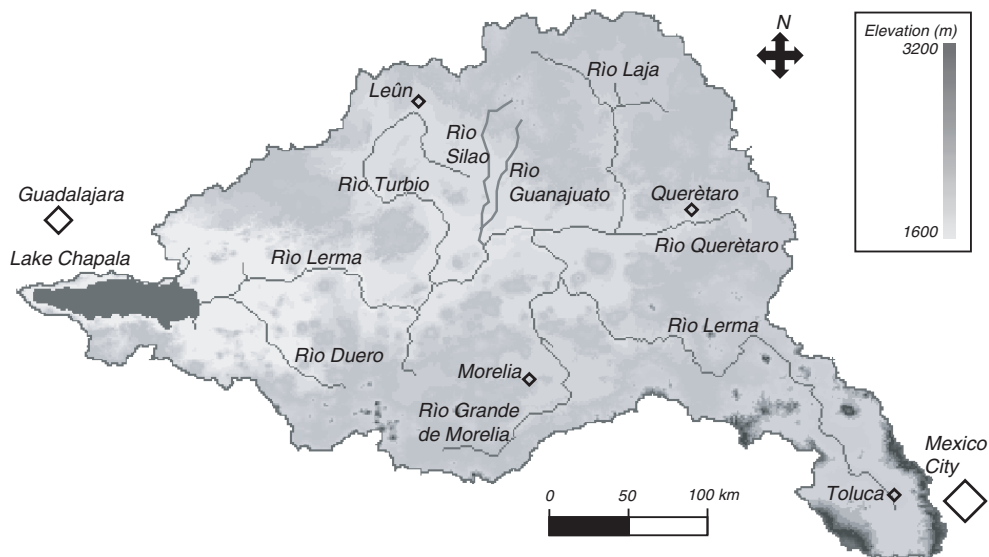 N
Elevation (m)
3200
1600
Rìo Laja
Leûn
Rìo
Silao
Rìo Turbio
Rìo
Guanajuato
Querètaro
Rìo Querètaro
Guadalajara
Lake Chapala
Rìo Lerma
Rìo Duero
Rìo Lerma
Morelia
Rìo Grande
de Morelia
Mexico
City
Toluca
0 50 100 km